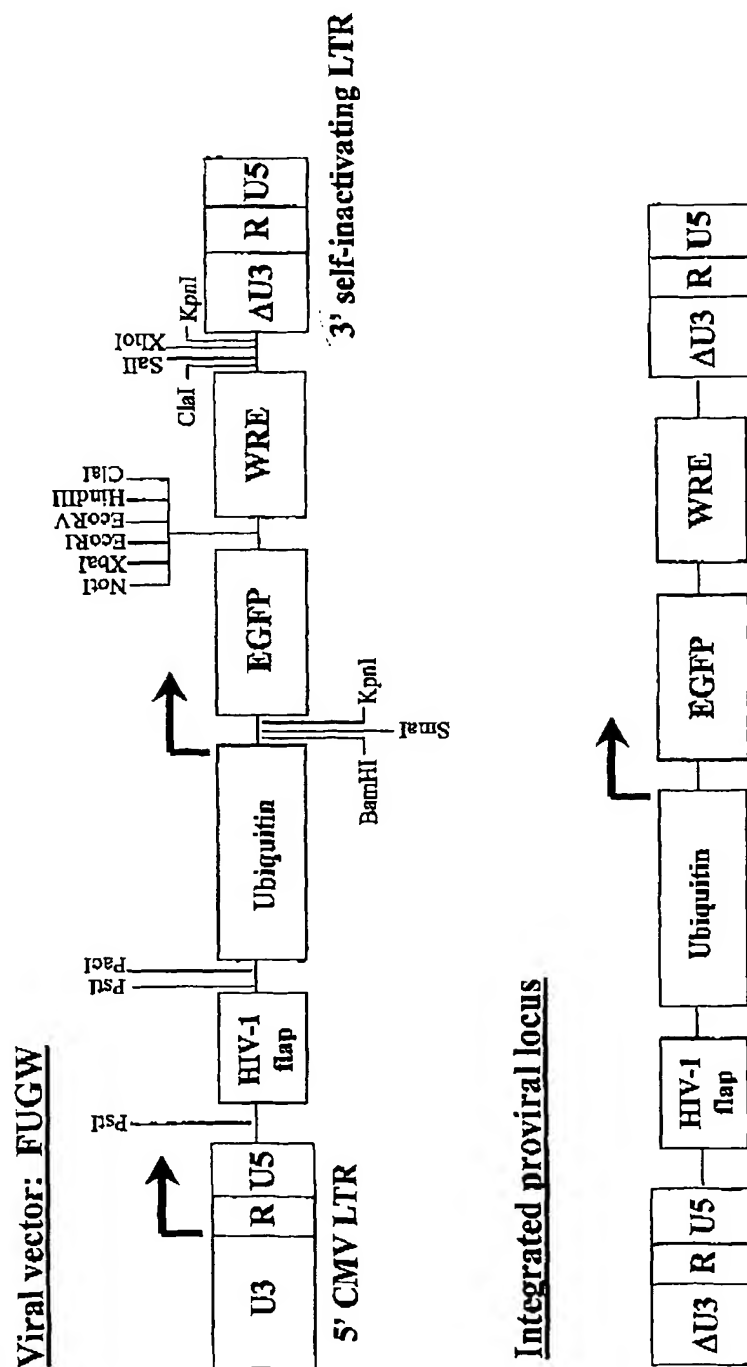 Viral vector: FUGW
PstI
PstI
PacI
NotI
XbaI
EcoRI
EcoRV
HindIII
ClaI
ClaI
SalI
XhoI
KpnI
U3
R
U5
HIV-1
flap
Ubiquitin
EGFP
WRE
ΔU3
R
U5
BamHI
SmaI
KpnI
5' CMV LTR
3' self-inactivating LTR
Integrated proviral locus
ΔU3
R
U5
HIV-1
flap
Ubiquitin
EGFP
WRE
ΔU3
R
U5